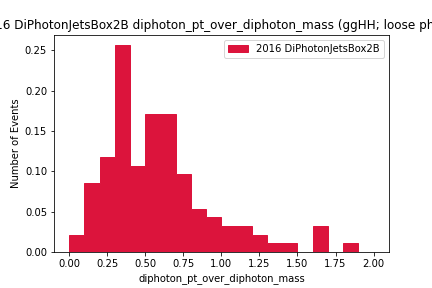 16 DiPhotonJetsBox2B diphoton_pt_over_diphoton_mass (ggHH; loose ph
2016 DiPhotonJetsBox2B
Number of Events
0.25
0.20
0.15
0.10
0.05
0.00
0.00 0.25 0.50 0.75 1.00 1.25 1.50 1.75 2.00
diphoton_pt_over_diphoton_mass